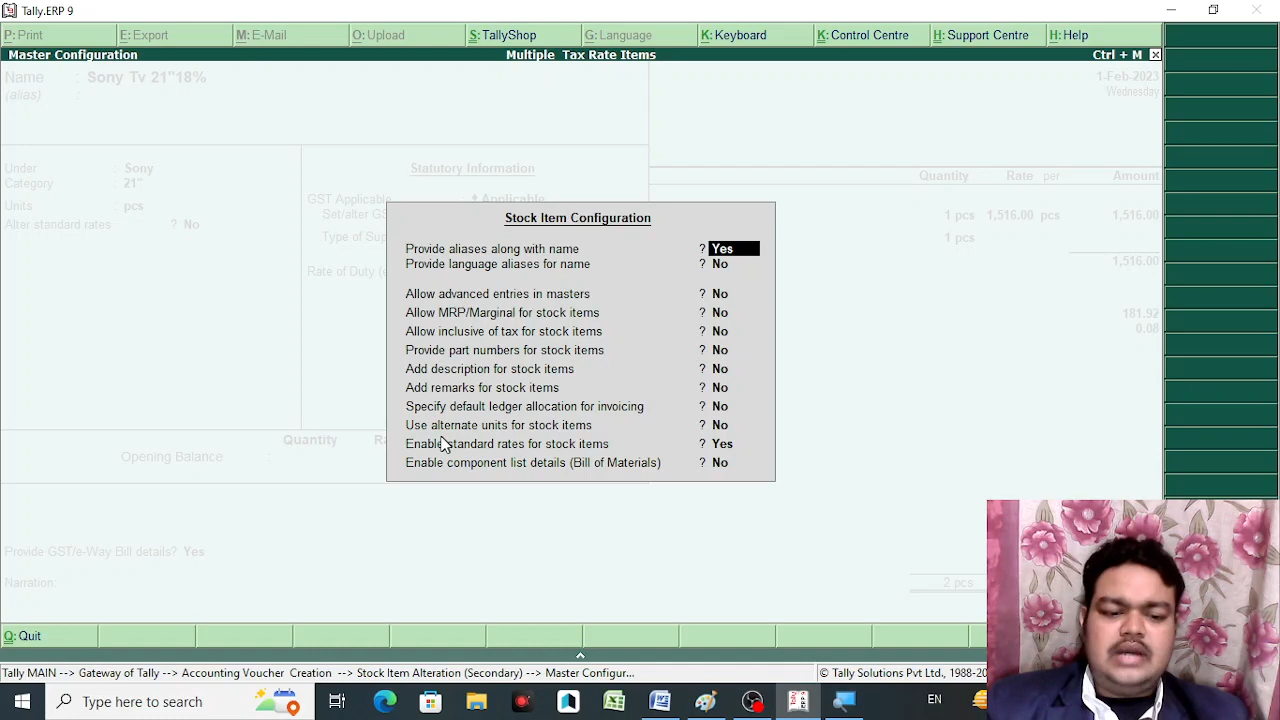 Tally.ERP 9
P: Print E: Export M: E-Mail O: Upload S: TallyShop G: Language K: Keyboard K: Control Centre H: Support Centre H: Help
Master Configuration Multiple Tax Rate Items Ctrl + M
Name : Sony Tv 21"18% 1-Feb-2023
(alias) : Wednesday
Under : Sony Statutory Information Quantity Rate per Amount
Category : 21"
Units : pcs GST Applicable : Applicable 1 pcs 1,516.00 pcs 1,516.00
Alter standard rates ? No
Stock Item Configuration
1 pcs
Provide aliases along with name ? Yes
Provide language aliases for name ? No
1,516.00
Rate of Duty
Allow advanced entries in masters ? No
Allow MRP/Marginal for stock items ? No 181.92
Allow inclusive of tax for stock items ? No 0.08
Provide part numbers for stock items ? No
Add description for stock items ? No
Add remarks for stock items ? No
Specify default ledger allocation for invoicing ? No
Use alternate units for stock items ? No
Enable standard rates for stock items ? Yes
Enable component list details (Bill of Materials) ? No
Quantity
Opening Balance :
Provide GST/e-Way Bill details? Yes
Narration: 2 pcs
Q: Quit
Tally MAIN --> Gateway of Tally --> Accounting Voucher Creation --> Stock Item Alteration (Secondary) --> Master Configur... © Tally Solutions Pvt Ltd., 1988-20
Type here to search EN